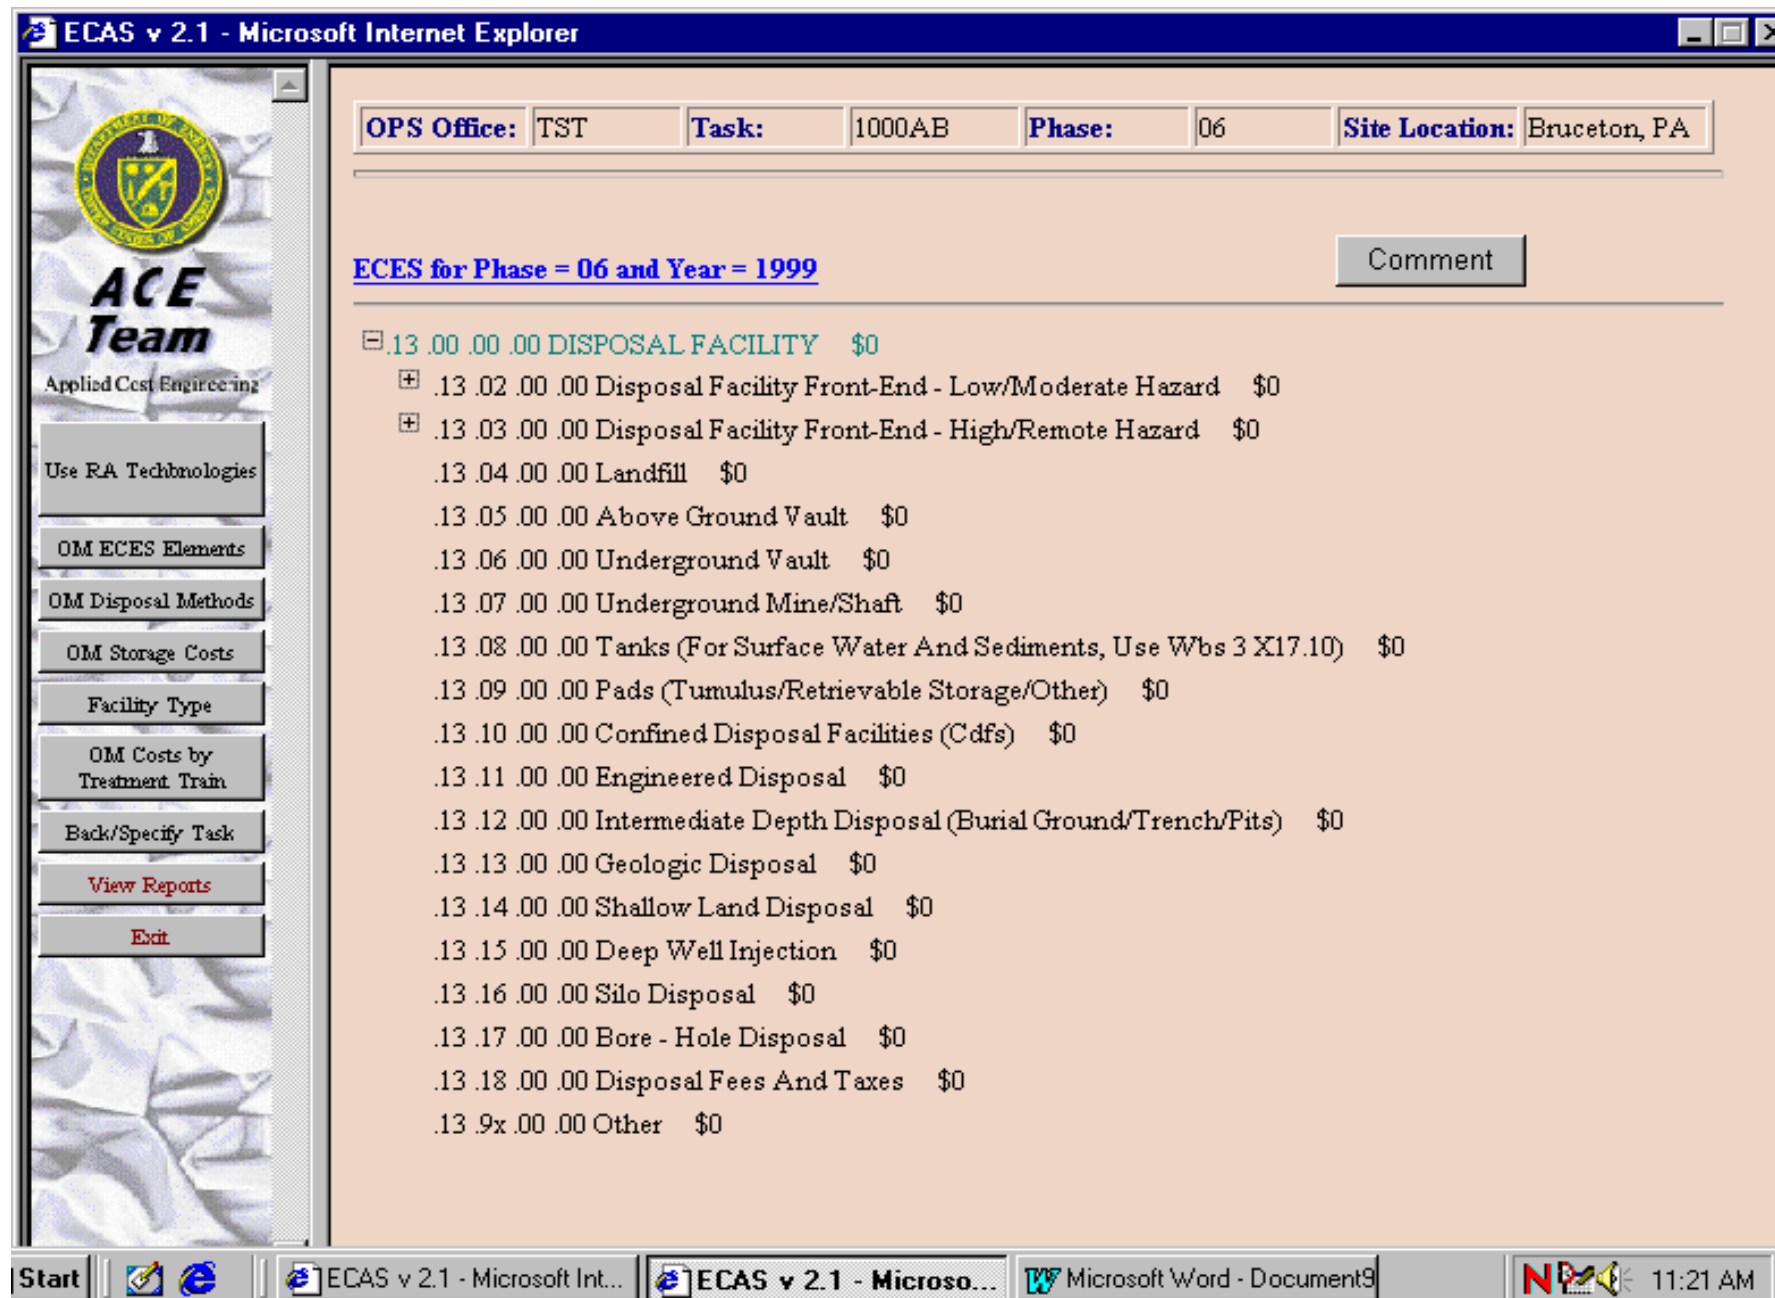 ECAS v 2.1 - Microsoft Internet Explorer
OPS Office: TST Task: 1000AB Phase: 06 Site Location: Bruceton, PA
ECES for Phase = 06 and Year = 1999
Comment
.13 .00 .00 .00 DISPOSAL FACILITY $0
.13 .02 .00 .00 Disposal Facility Front-End - Low/Moderate Hazard $0
.13 .03 .00 .00 Disposal Facility Front-End - High/Remote Hazard $0
.13 .04 .00 .00 Landfill $0
.13 .05 .00 .00 Above Ground Vault $0
.13 .06 .00 .00 Underground Vault $0
.13 .07 .00 .00 Underground Mine/Shaft $0
.13 .08 .00 .00 Tanks (For Surface Water And Sediments, Use Wbs 3 X17.10) $0
.13 .09 .00 .00 Pads (Tumulus/Retrievable Storage/Other) $0
.13 .10 .00 .00 Confined Disposal Facilities (Cdfs) $0
.13 .11 .00 .00 Engineered Disposal $0
.13 .12 .00 .00 Intermediate Depth Disposal (Burial Ground/Trench/Pits) $0
.13 .13 .00 .00 Geologic Disposal $0
.13 .14 .00 .00 Shallow Land Disposal $0
.13 .15 .00 .00 Deep Well Injection $0
.13 .16 .00 .00 Silo Disposal $0
.13 .17 .00 .00 Bore - Hole Disposal $0
.13 .18 .00 .00 Disposal Fees And Taxes $0
.13 .9x .00 .00 Other $0
ACE
Team
Applied Cost Engineering
Use RA Techbnologies
OM ECES Elements
OM Disposal Methods
OM Storage Costs
Facility Type
OM Costs by
Treatment Train
Back/Specify Task
View Reports
Exit
Start ECAS v 2.1 - Microsoft Int... ECAS v 2.1 - Microso... Microsoft Word - Document9 11:21 AM